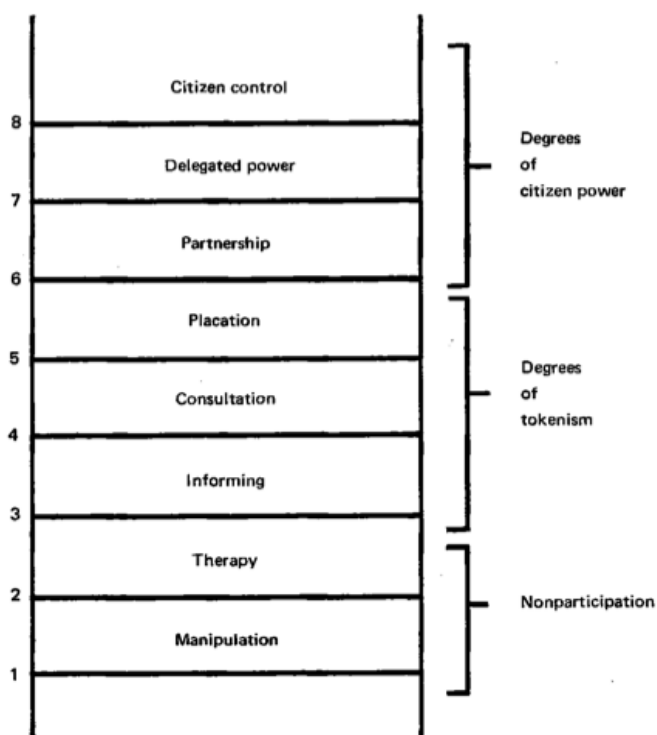 Citizen control
8
Delegated power
7
Partnership
6
Placation
5
Consultation
4
Informing
3
Therapy
2
Manipulation
1
Degrees
of
citizen power
Degrees
of
tokenism
Nonparticipation